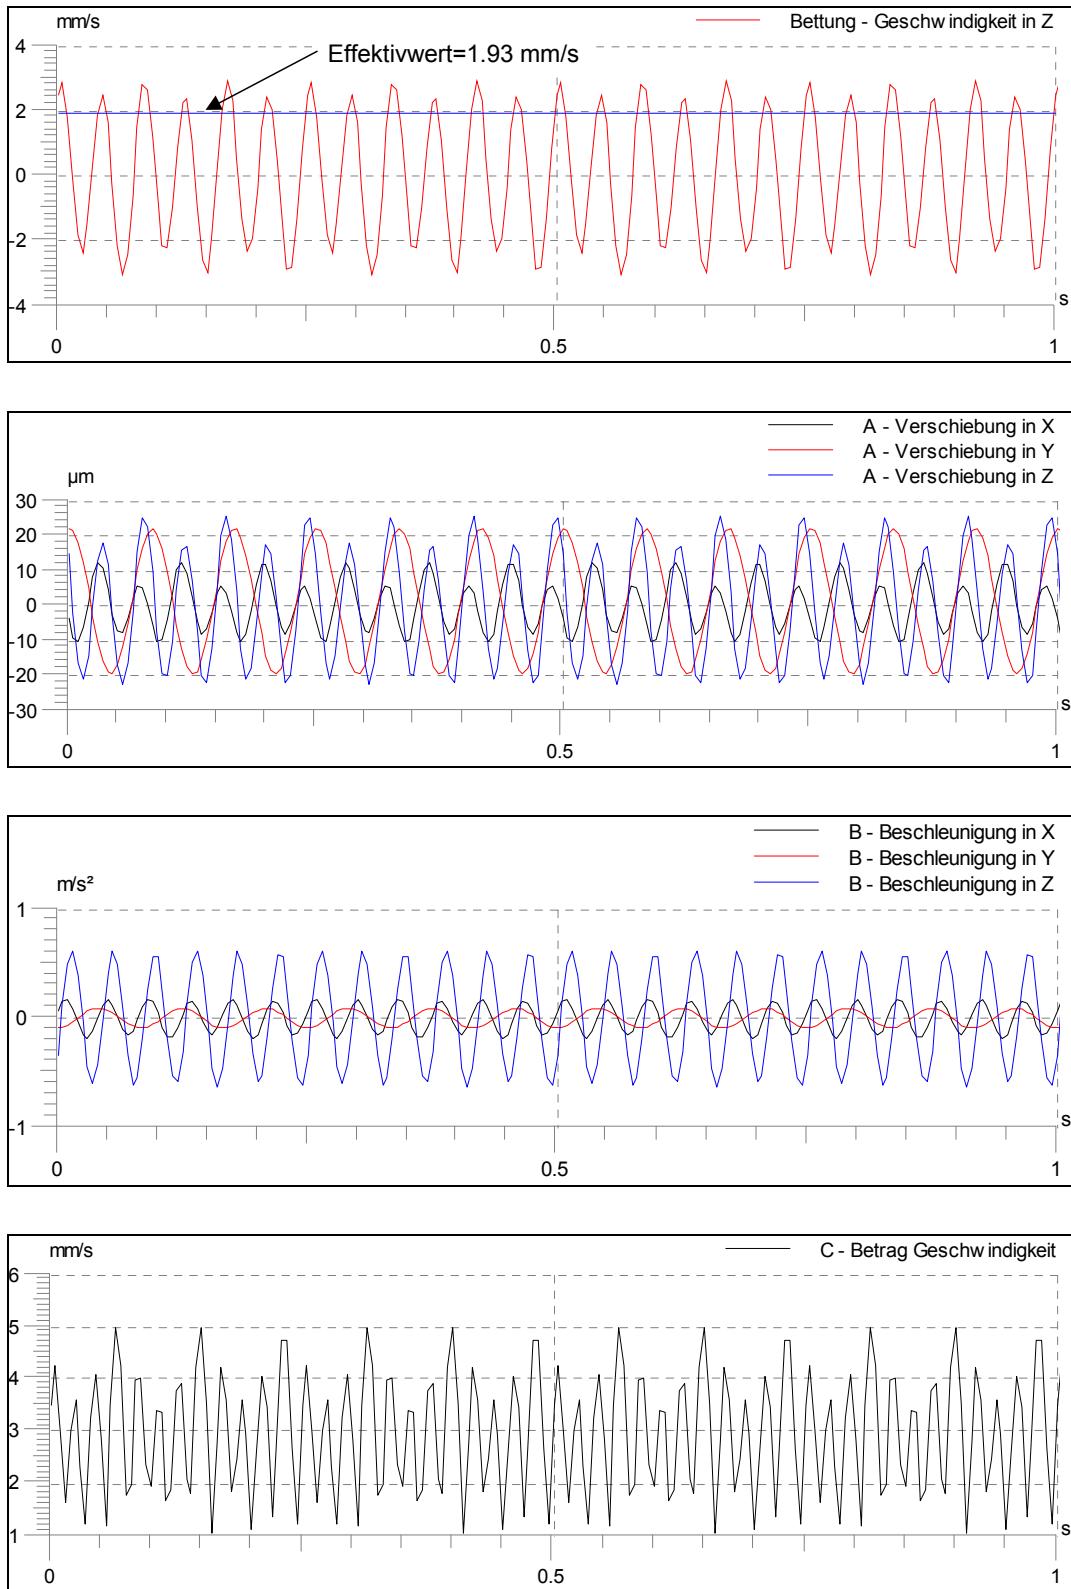 mm/s
Bettung - Geschwindigkeit in Z
Effektivwert=1.93 mm/s
4
2
0
-2
-4
s
0 0.5 1
A - Verschiebung in X
A - Verschiebung in Y
A - Verschiebung in Z
µm
30
20
10
0
-10
-20
-30
s
0 0.5 1
B - Beschleunigung in X
B - Beschleunigung in Y
B - Beschleunigung in Z
m/s²
1
0
-1
s
0 0.5 1
mm/s
C - Betrag Geschwindigkeit
6
5
4
3
2
1
s
0 0.5 1